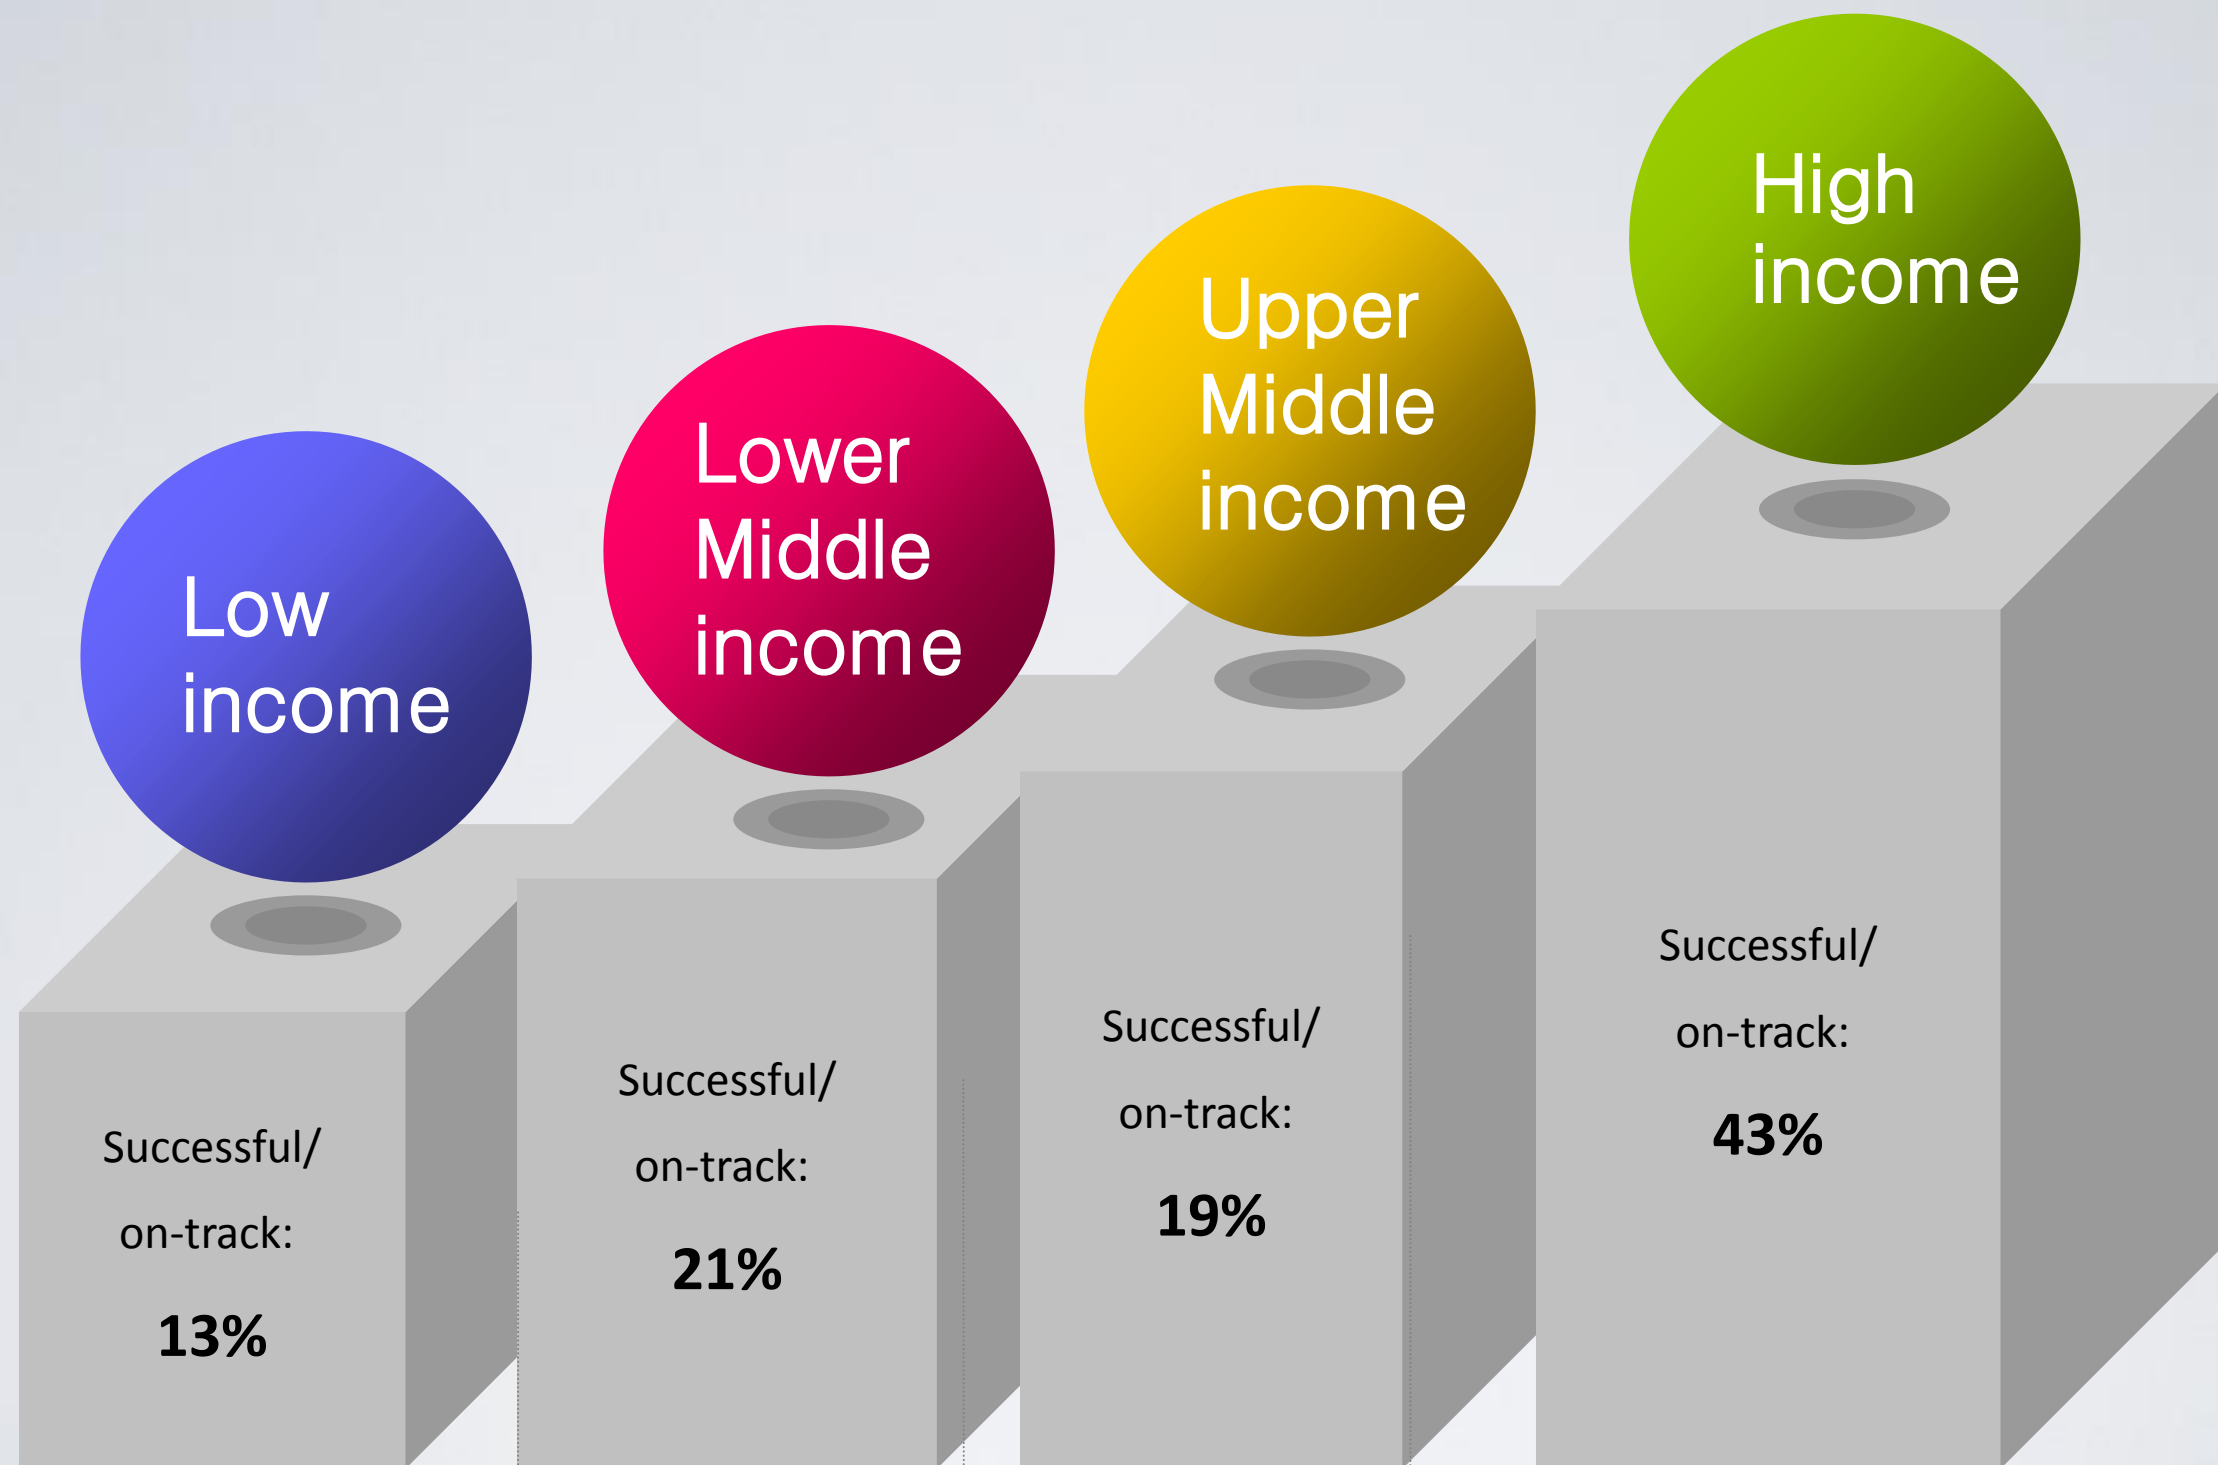 Low
income
Successful/
on-track:
13%
Lower
Middle
income
Successful/
on-track:
21%
Upper
Middle
income
Successful/
on-track:
19%
High
income
Successful/
on-track:
43%